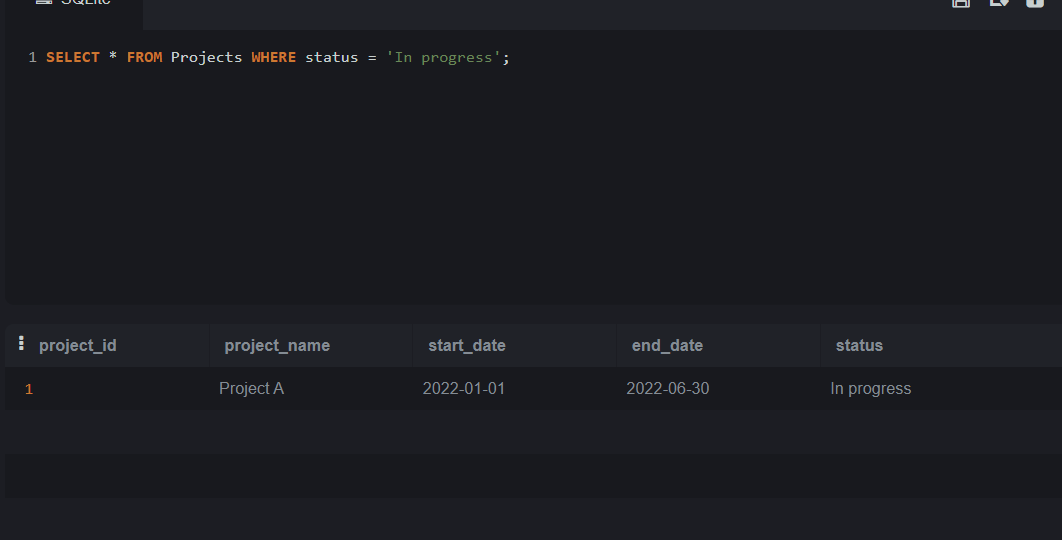 SQLite
1 SELECT * FROM Projects WHERE status = 'In progress';
project_id project_name start_date end_date status
1 Project A 2022-01-01 2022-06-30 In progress